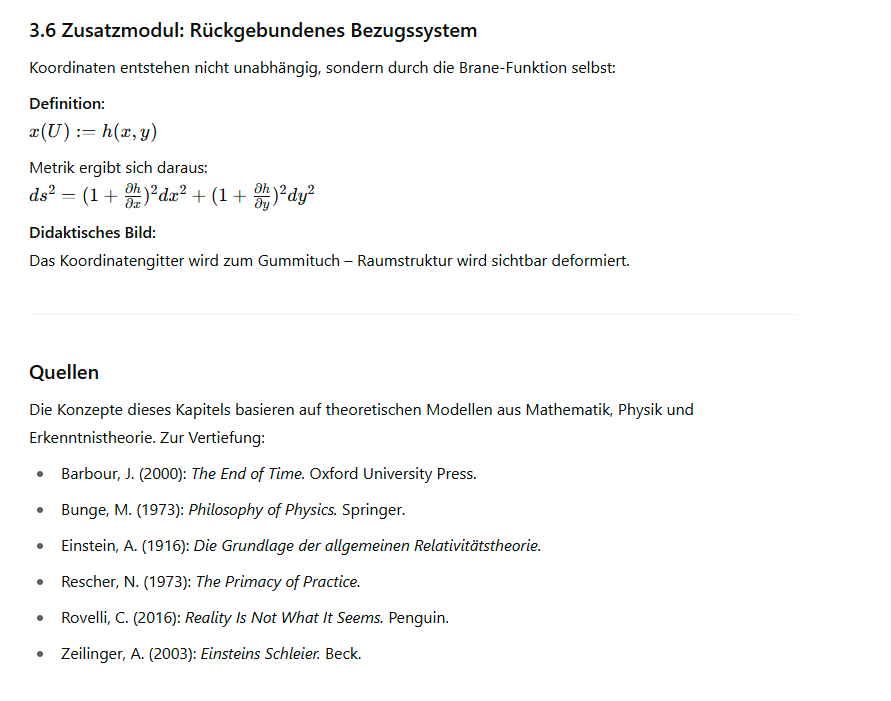 3.6 Zusatzmodul: Rückgebundenes Bezugssystem
Koordinaten entstehen nicht unabhängig, sondern durch die Brane-Funktion selbst:
Definition:
x(U) := h(x, y)
Metrik ergibt sich daraus:
ds² = (1 + ∂h/∂x)²dx² + (1 + ∂h/∂y)²dy²
Didaktisches Bild:
Das Koordinatengitter wird zum Gummituch – Raumstruktur wird sichtbar deformiert.
Quellen
Die Konzepte dieses Kapitels basieren auf theoretischen Modellen aus Mathematik, Physik und
Erkenntnistheorie. Zur Vertiefung:
• Barbour, J. (2000): The End of Time. Oxford University Press.
• Bunge, M. (1973): Philosophy of Physics. Springer.
• Einstein, A. (1916): Die Grundlage der allgemeinen Relativitätstheorie.
• Rescher, N. (1973): The Primacy of Practice.
• Rovelli, C. (2016): Reality Is Not What It Seems. Penguin.
• Zeilinger, A. (2003): Einsteins Schleier. Beck.